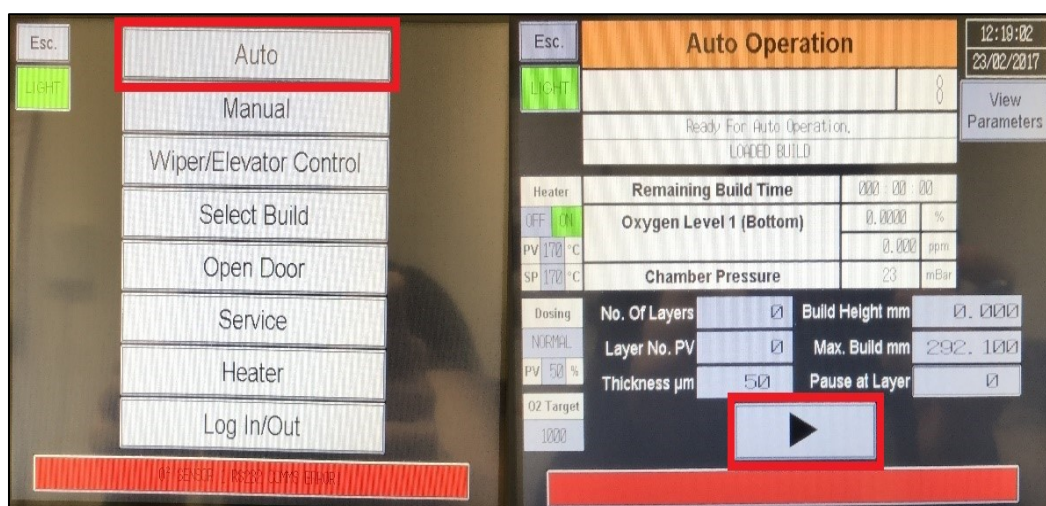 Esc.
Auto
LIGHT
Manual
Wiper/Elevator Control
Select Build
Open Door
Service
Heater
Log In/Out
RS232 COMMS ERROR
Esc.
Auto Operation
12:18:02
23/02/2017
LIGHT
8
View
Parameters
Ready For Auto Operation.
LOADED BUILD
Heater
Remaining Build Time
000 : 00 : 00
OFF ON
Oxygen Level 1 (Bottom)
0.0000 %
PV 170 °C
0.000 ppm
SP 170 °C
Chamber Pressure
23 mBar
Dosing
No. Of Layers 0
Build Height mm 0.000
NORMAL
Layer No. PV 0
Max. Build mm 292.100
PV 50 %
Thickness µm 50
Pause at Layer 0
O2 Target
1000